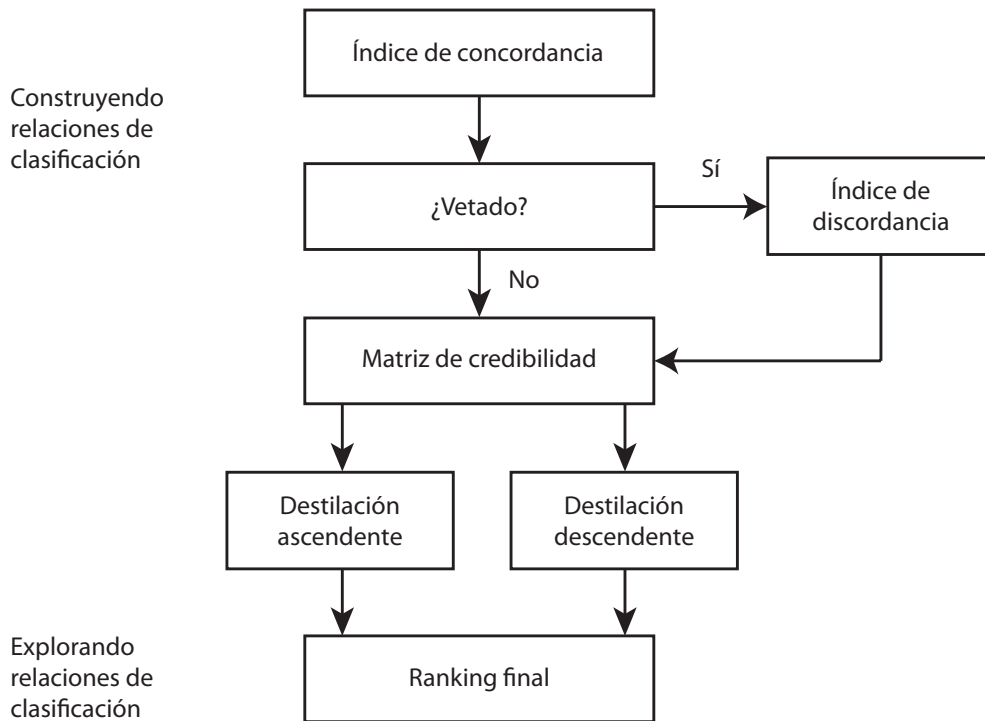 Índice de concordancia
Construyendo
relaciones de
clasificación
¿Vetado?
Sí
Índice de
discordancia
No
Matriz de credibilidad
Destilación
ascendente
Destilación
descendente
Explorando
relaciones de
clasificación
Ranking final